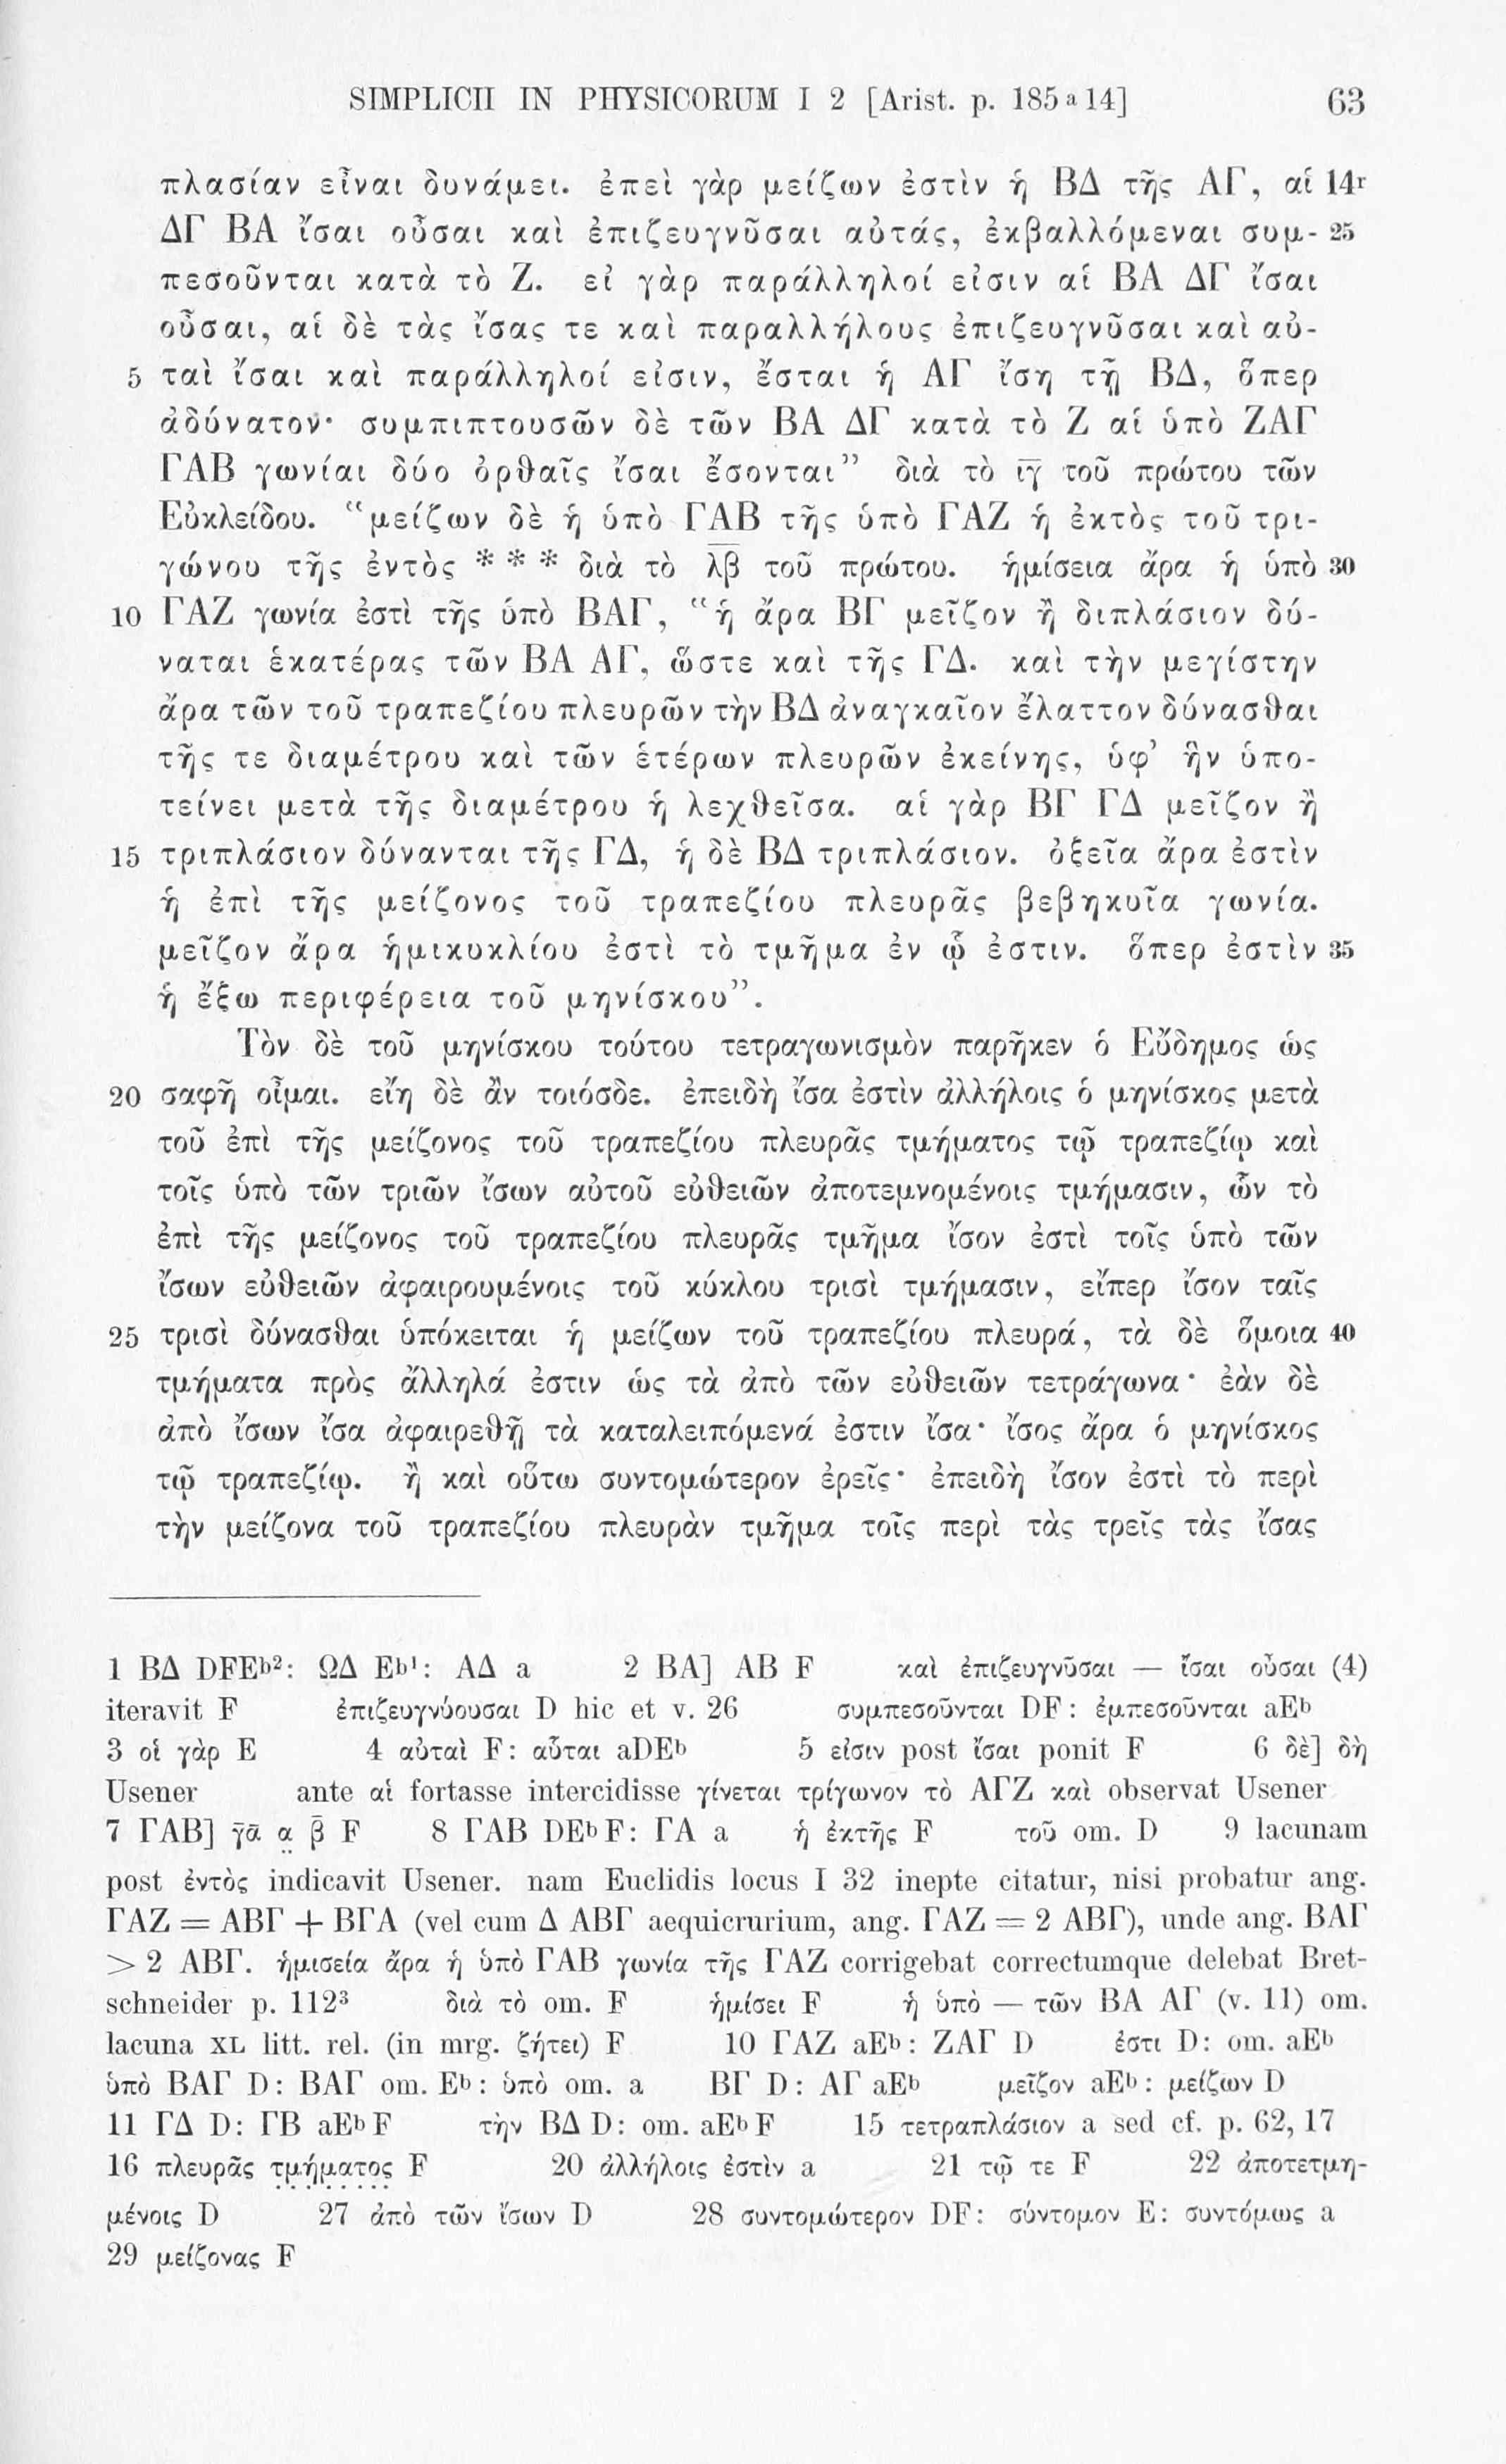 SIMPLICII IN PHYSICORUM I 2 [Arist. p. 185 a 14] 63
πλασίαν εἶναι δυνάμει. ἐπεὶ γὰρ μείζων ἐστὶν ἡ ΒΔ τῆς ΑΓ, αἱ 14r
ΔΓ ΒΑ ἴσαι οὖσαι καὶ ἐπιζευγνῦσαι αὐτάς, ἐκβαλλόμεναι συμ- 25
πεσοῦνται κατὰ τὸ Ζ. εἰ γὰρ παράλληλοί εἰσιν αἱ ΒΑ ΔΓ ἴσαι
οὖσαι, αἱ δὲ τὰς ἴσας τε καὶ παραλλήλους ἐπιζευγνῦσαι καὶ αὐ-
5 ταὶ ἴσαι καὶ παράλληλοί εἰσιν, ἔσται ἡ ΑΓ ἴση τῇ ΒΔ, ὅπερ
ἀδύνατον· συμπιπτουσῶν δὲ τῶν ΒΑ ΔΓ κατὰ τὸ Ζ αἱ ὑπὸ ΖΑΓ
ΓΑΒ γωνίαι δύο ὀρθαῖς ἴσαι ἔσονται” διὰ τὸ ι̅γ̅ τοῦ πρώτου τῶν
Εὐκλείδου. “μείζων δὲ ἡ ὑπὸ ΓΑΒ τῆς ὑπὸ ΓΑΖ ἡ ἐκτὸς τοῦ τρι-
γώνου τῆς ἐντὸς * * * διὰ τὸ λ̅β̅ τοῦ πρώτου. ἡμίσεια ἄρα ἡ ὑπὸ 30
10 ΓΑΖ γωνία ἐστὶ τῆς ὑπὸ ΒΑΓ, “ἡ ἄρα ΒΓ μεῖζον ἢ διπλάσιον δύ-
ναται ἑκατέρας τῶν ΒΑ ΑΓ, ὥστε καὶ τῆς ΓΔ. καὶ τὴν μεγίστην
ἄρα τῶν τοῦ τραπεζίου πλευρῶν τὴν ΒΔ ἀναγκαῖον ἔλαττον δύνασθαι
τῆς τε διαμέτρου καὶ τῶν ἑτέρων πλευρῶν ἐκείνης, ὑφ’ ἣν ὑπο-
τείνει μετὰ τῆς διαμέτρου ἡ λεχθεῖσα. αἱ γὰρ ΒΓ ΓΔ μεῖζον ἢ
15 τριπλάσιον δύνανται τῆς ΓΔ, ἡ δὲ ΒΔ τριπλάσιον. ὀξεῖα ἄρα ἐστὶν
ἡ ἐπὶ τῆς μείζονος τοῦ τραπεζίου πλευρᾶς βεβηκυῖα γωνία.
μεῖζον ἄρα ἡμικυκλίου ἐστὶ τὸ τμῆμα ἐν ᾧ ἐστιν. ὅπερ ἐστὶν 35
ἡ ἔξω περιφέρεια τοῦ μηνίσκου”.
Τὸν δὲ τοῦ μηνίσκου τούτου τετραγωνισμὸν παρῆκεν ὁ Εὔδημος ὡς
20 σαφῆ οἶμαι. εἴη δὲ ἂν τοιόσδε. ἐπειδὴ ἴσα ἐστὶν ἀλλήλοις ὁ μηνίσκος μετὰ
τοῦ ἐπὶ τῆς μείζονος τοῦ τραπεζίου πλευρᾶς τμήματος τῷ τραπεζίῳ καὶ
τοῖς ὑπὸ τῶν τριῶν ἴσων αὐτοῦ εὐθειῶν ἀποτεμνομένοις τμήμασιν, ὧν τὸ
ἐπὶ τῆς μείζονος τοῦ τραπεζίου πλευρᾶς τμῆμα ἴσον ἐστὶ τοῖς ὑπὸ τῶν
ἴσων εὐθειῶν ἀφαιρουμένοις τοῦ κύκλου τρισὶ τμήμασιν, εἴπερ ἴσον ταῖς
25 τρισὶ δύνασθαι ὑπόκειται ἡ μείζων τοῦ τραπεζίου πλευρά, τὰ δὲ ὅμοια 40
τμήματα πρὸς ἄλληλά ἐστιν ὡς τὰ ἀπὸ τῶν εὐθειῶν τετράγωνα· ἐὰν δὲ
ἀπὸ ἴσων ἴσα ἀφαιρεθῇ τὰ καταλειπόμενά ἐστιν ἴσα· ἴσος ἄρα ὁ μηνίσκος
τῷ τραπεζίῳ. ἢ καὶ οὕτω συντομώτερον ἐρεῖς· ἐπειδὴ ἴσον ἐστὶ τὸ περὶ
τὴν μείζονα τοῦ τραπεζίου πλευρὰν τμῆμα τοῖς περὶ τὰς τρεῖς τὰς ἴσας
1 ΒΔ DFEb²: ΩΔ Eb¹: ΑΔ a 2 ΒΑ] ΑΒ F καὶ ἐπιζευγνῦσαι — ἴσαι οὖσαι (4)
iteravit F ἐπιζευγνύουσαι D hic et v. 26 συμπεσοῦνται DF: ἐμπεσοῦνται aEb
3 οἱ γὰρ E 4 αὐταὶ F: αὗται aDEb 5 εἰσιν post ἴσαι ponit F 6 δὲ] δὴ
Usener ante αἱ fortasse intercidisse γίνεται τρίγωνον τὸ ΑΓΖ καὶ observat Usener
7 ΓΑΒ] γ̅α̅ α̤ β̅ F 8 ΓΑΒ DEbF: ΓΑ a ἡ ἐκτῆς F τοῦ om. D 9 lacunam
post ἐντὸς indicavit Usener. nam Euclidis locus I 32 inepte citatur, nisi probatur ang.
ΓΑΖ = ΑΒΓ + ΒΓΑ (vel cum Δ ΑΒΓ aequicrurium, ang. ΓΑΖ = 2 ΑΒΓ), unde ang. ΒΑΓ
> 2 ΑΒΓ. ἡμισεία ἄρα ἡ ὑπὸ ΓΑΒ γωνία τῆς ΓΑΖ corrigebat correctumque delebat Bret-
schneider p. 112³ διὰ τὸ om. F ἡμίσει F ἡ ὑπὸ — τῶν ΒΑ ΑΓ (v. 11) om.
lacuna XL litt. rel. (in mrg. ζήτει) F 10 ΓΑΖ aEb: ΖΑΓ D ἐστι D: om. aEb
ὑπὸ ΒΑΓ D: ΒΑΓ om. Eb: ὑπὸ om. a ΒΓ D: ΑΓ aEb μεῖζον aEb: μείζων D
11 ΓΔ D: ΓΒ aEbF τὴν ΒΔ D: om. aEbF 15 τετραπλάσιον a sed cf. p. 62, 17
16 πλευρᾶς τμήματος F 20 ἀλλήλοις ἐστὶν a 21 τῷ τε F 22 ἀποτετμη-
μένοις D 27 ἀπὸ τῶν ἴσων D 28 συντομώτερον DF: σύντομον E: συντόμως a
29 μείζονας F